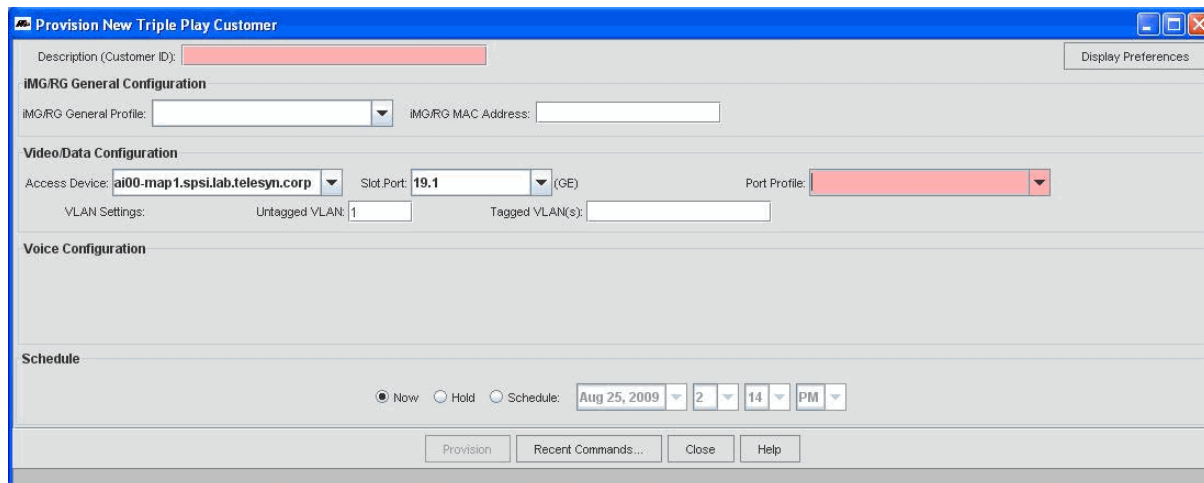 Provision New Triple Play Customer
Description (Customer ID):
Display Preferences
iMG/RG General Configuration
iMG/RG General Profile: iMG/RG MAC Address:
Video/Data Configuration
Access Device: ai00-map1.spsi.lab.telesyn.corp Slot.Port: 19.1 (GE) Port Profile:
VLAN Settings: Untagged VLAN: 1 Tagged VLAN(s):
Voice Configuration
Schedule
Now Hold Schedule: Aug 25, 2009 2 14 PM
Provision Recent Commands... Close Help